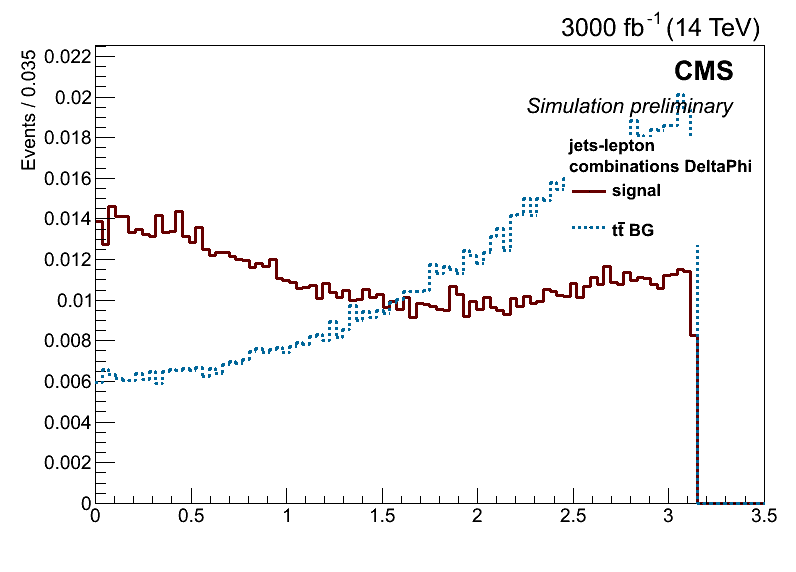 3000 fb⁻¹ (14 TeV)
CMS
Simulation preliminary
jets-lepton
combinations DeltaPhi
signal
tt̄ BG
Events / 0.035
0.022
0.02
0.018
0.016
0.014
0.012
0.01
0.008
0.006
0.004
0.002
0
0 0.5 1 1.5 2 2.5 3 3.5